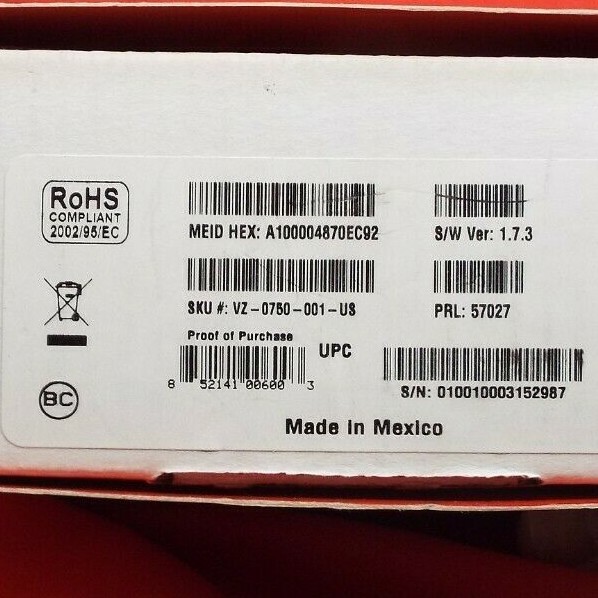 RoHS
COMPLIANT
2002/95/EC
MEID HEX: A100004870EC92
S/W Ver: 1.7.3
SKU #: VZ-0750-001-US
PRL: 57027
Proof of Purchase
UPC
8 52141 00600 3
S/N: 010010003152987
BC
Made in Mexico